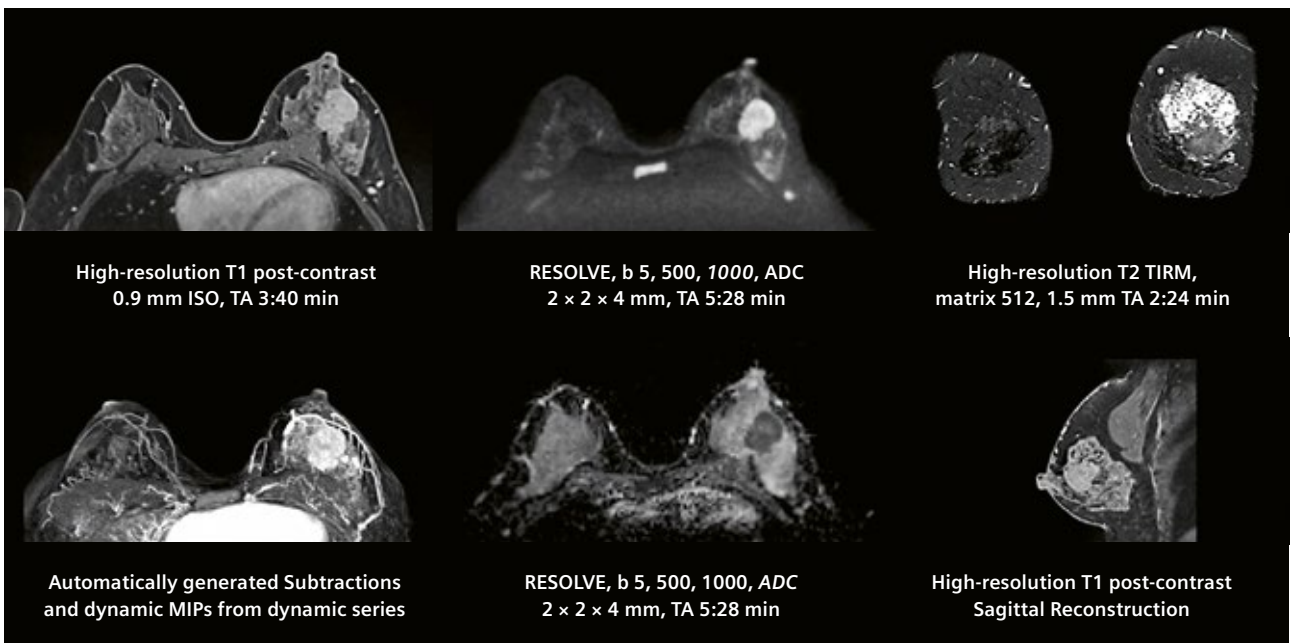 High-resolution T1 post-contrast
0.9 mm ISO, TA 3:40 min
RESOLVE, b 5, 500, 1000, ADC
2 × 2 × 4 mm, TA 5:28 min
High-resolution T2 TIRM,
matrix 512, 1.5 mm TA 2:24 min
Automatically generated Subtractions
and dynamic MIPs from dynamic series
RESOLVE, b 5, 500, 1000, ADC
2 × 2 × 4 mm, TA 5:28 min
High-resolution T1 post-contrast
Sagittal Reconstruction